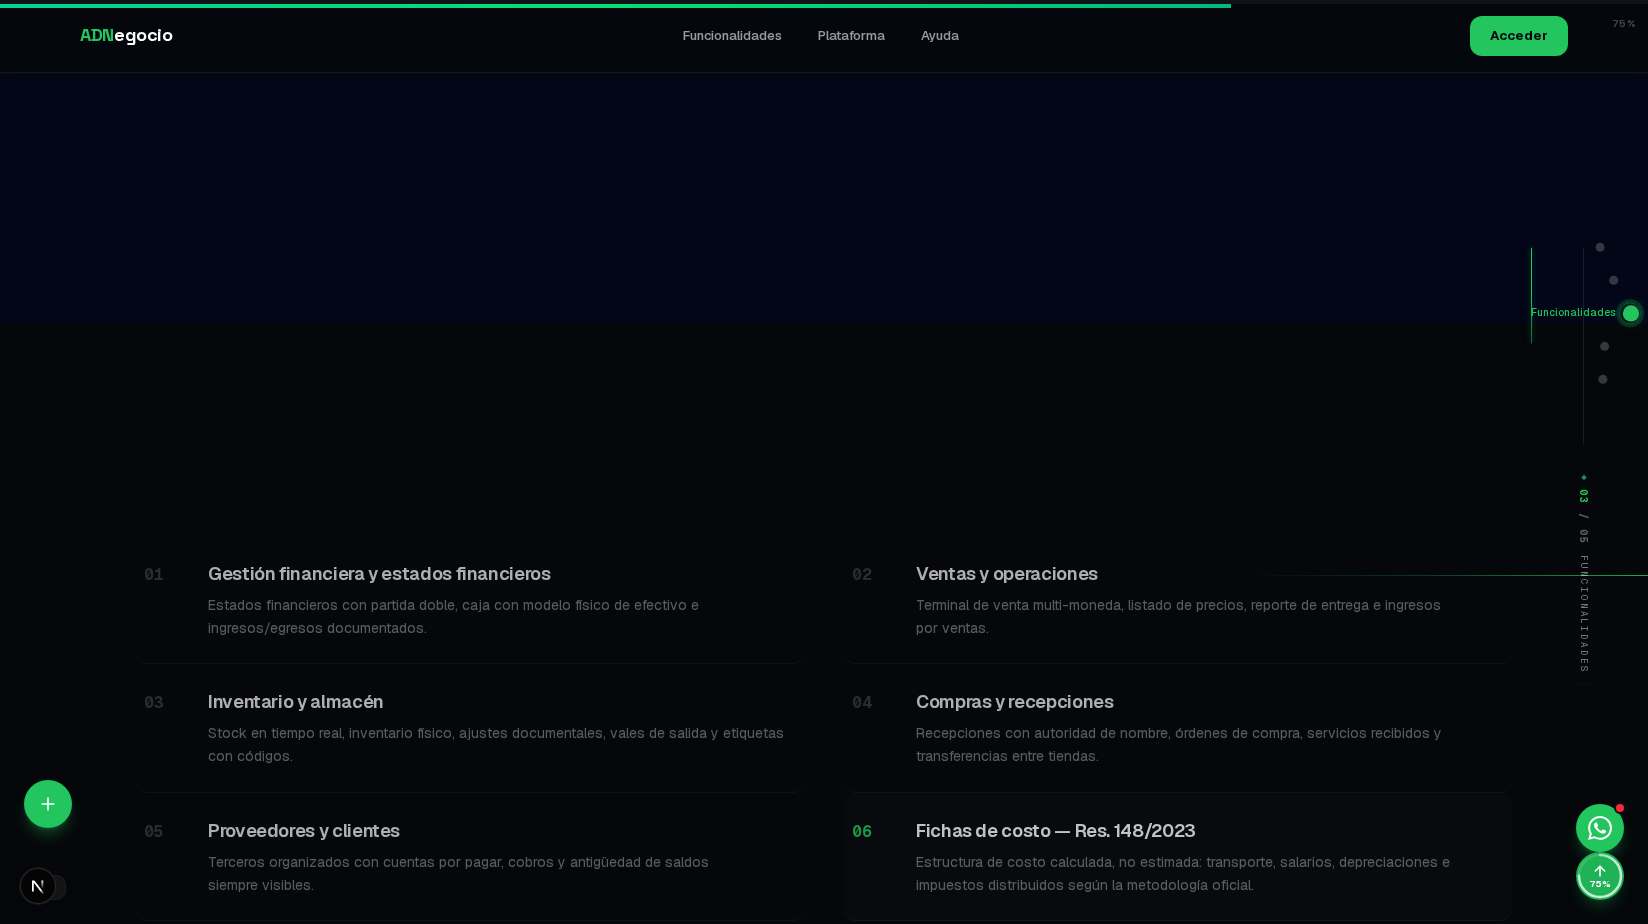 ADNegocio
Funcionalidades
Plataforma
Ayuda
Acceder
75%
Funcionalidades
03 / 05 FUNCIONALIDADES
01
Gestión financiera y estados financieros
Estados financieros con partida doble, caja con modelo físico de efectivo e
ingresos/egresos documentados.
02
Ventas y operaciones
Terminal de venta multi-moneda, listado de precios, reporte de entrega e ingresos
por ventas.
03
Inventario y almacén
Stock en tiempo real, inventario físico, ajustes documentales, vales de salida y etiquetas
con códigos.
04
Compras y recepciones
Recepciones con autoridad de nombre, órdenes de compra, servicios recibidos y
transferencias entre tiendas.
05
Proveedores y clientes
Terceros organizados con cuentas por pagar, cobros y antigüedad de saldos
siempre visibles.
06
Fichas de costo — Res. 148/2023
Estructura de costo calculada, no estimada: transporte, salarios, depreciaciones e
impuestos distribuidos según la metodología oficial.
N
75%